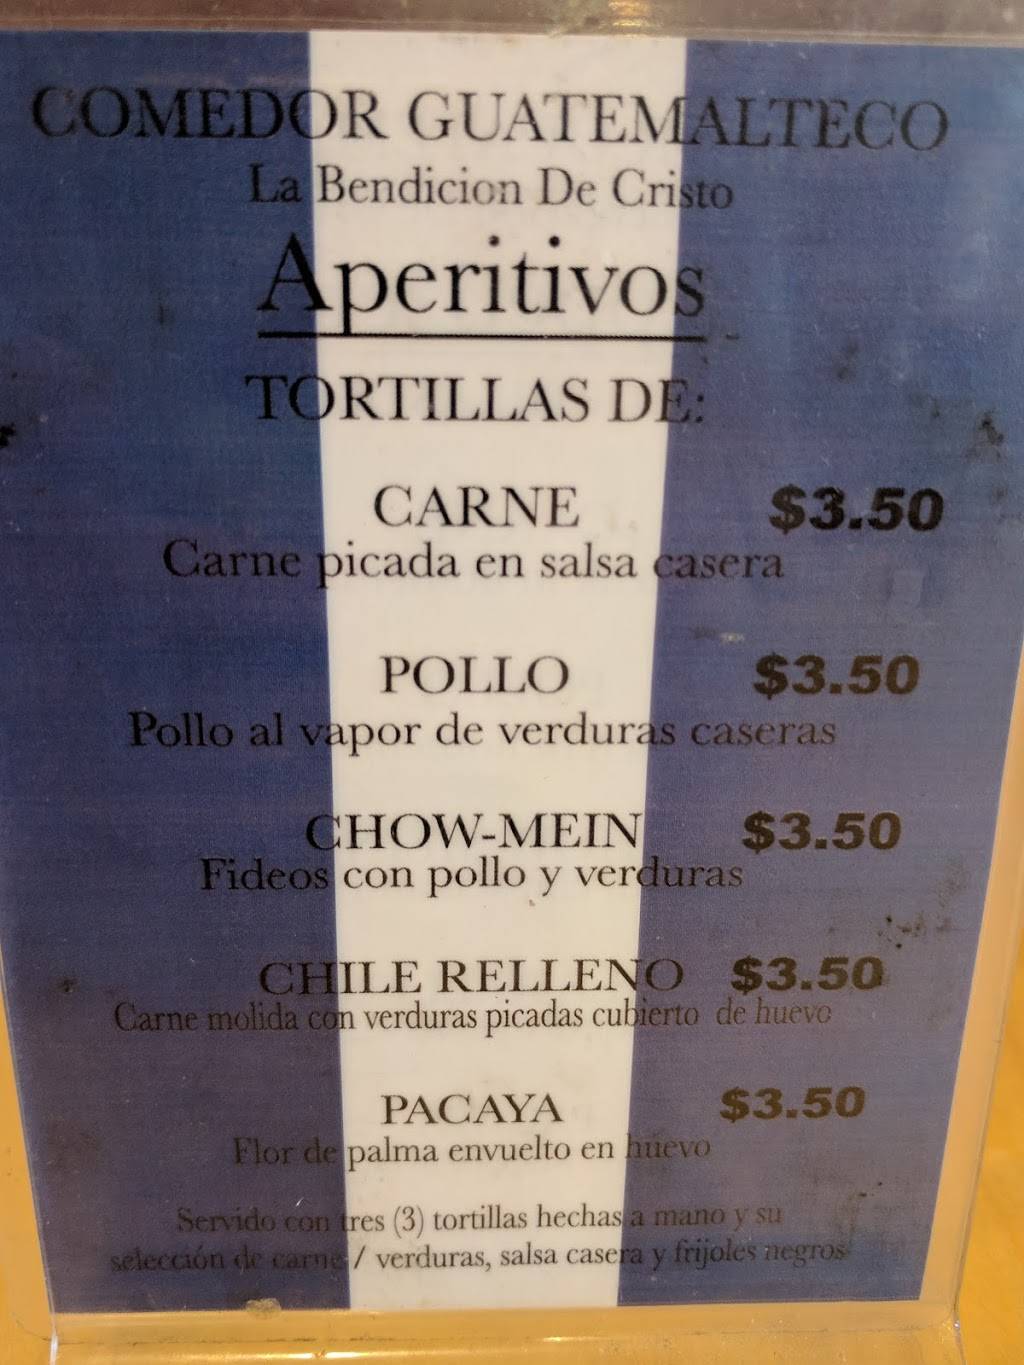 COMEDOR GUATEMALTECO
La Bendicion De Cristo
Aperitivos
TORTILLAS DE:
CARNE $3.50
Carne picada en salsa casera
POLLO $3.50
Pollo al vapor de verduras caseras
CHOW-MEIN $3.50
Fideos con pollo y verduras
CHILE RELLENO $3.50
Carne molida con verduras picadas cubierto de huevo
PACAYA $3.50
Flor de palma envuelto en huevo
Servido con tres (3) tortillas hechas a mano y su
selección de carne / verduras, salsa casera y frijoles negros